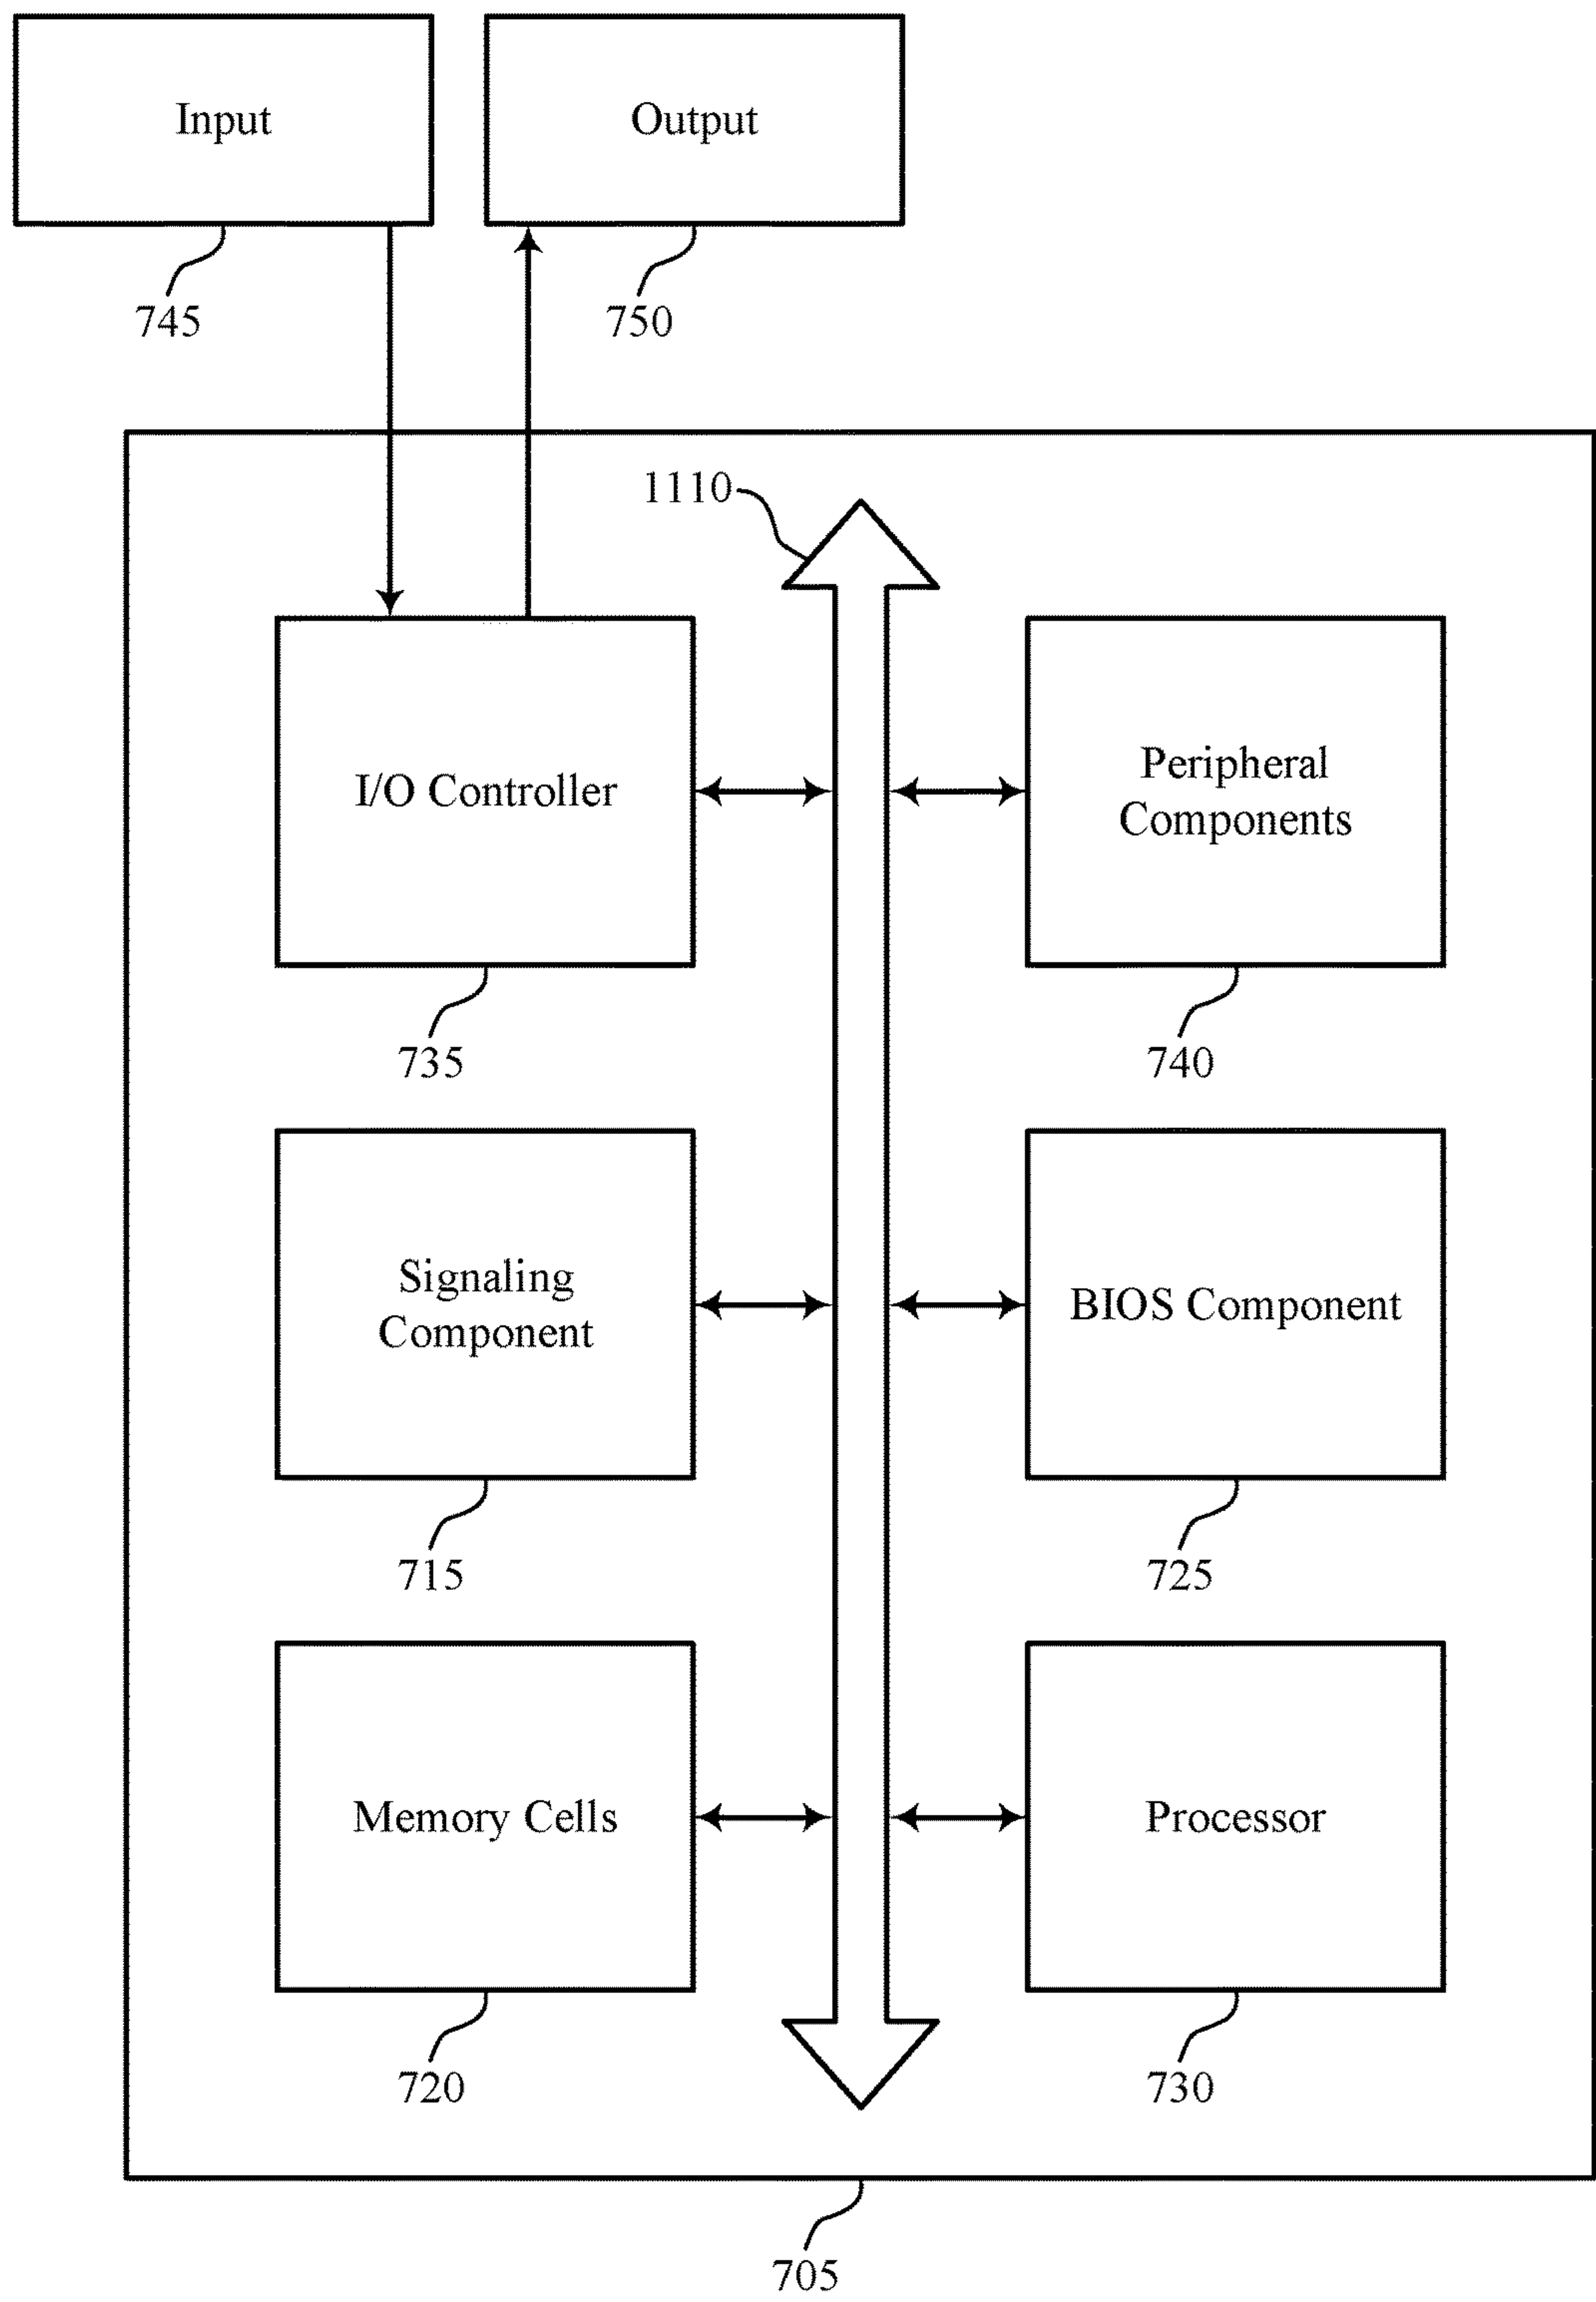 Input
Output
745
750
1110
I/O Controller
Peripheral
Components
735
740
Signaling
Component
BIOS Component
715
725
Memory Cells
Processor
720
730
705